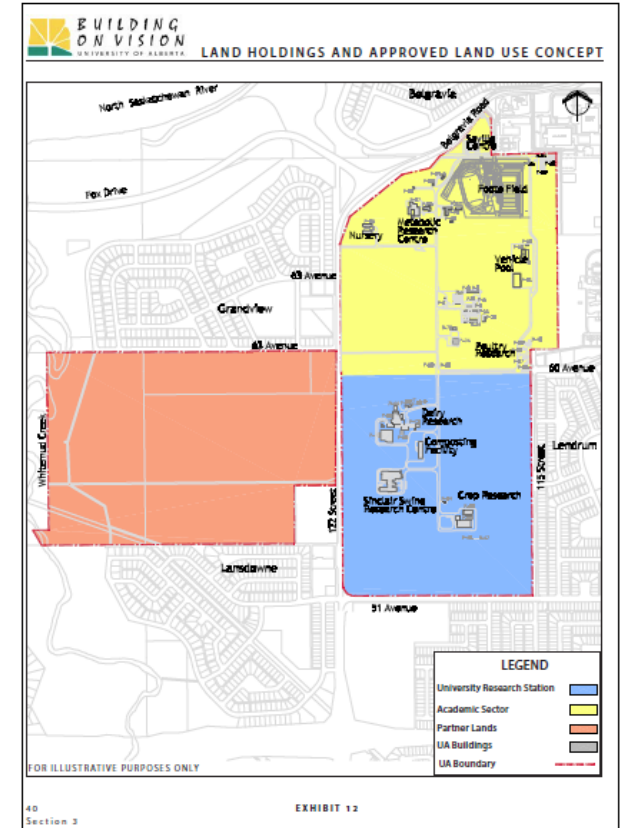 BUILDING
ON VISION
UNIVERSITY OF ALBERTA
LAND HOLDINGS AND APPROVED LAND USE CONCEPT
North Saskatchewan River
Belgravia
Belgravia Road
Saville
Centre
Fox Drive
Foote Field
Metabolic
Research
Centre
Nursery
Vehicle
Pool
63 Avenue
Grandview
Poultry
Research
60 Avenue
Whitemud Creek
Dairy
Research
Composting
Facility
115 Street
Lendrum
122 Street
Sinclair Swine
Research Centre
Crop Research
Lansdowne
51 Avenue
LEGEND
University Research Station
Academic Sector
Partner Lands
UA Buildings
UA Boundary
FOR ILLUSTRATIVE PURPOSES ONLY
40
EXHIBIT 12
Section 3